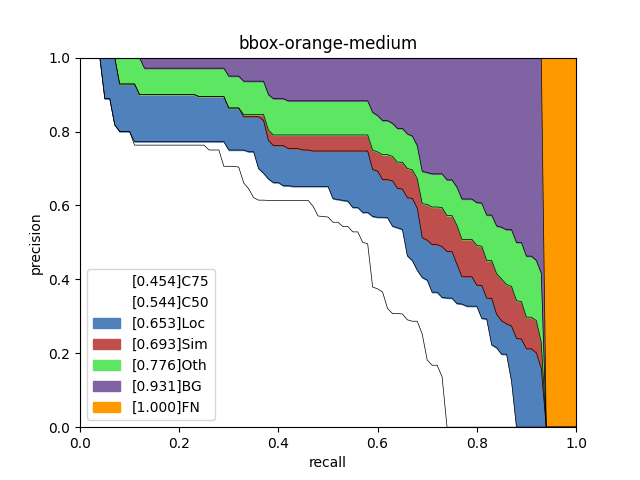 bbox-orange-medium
precision
1.0
0.8
0.6
0.4
0.2
0.0
[0.454]C75
[0.544]C50
[0.653]Loc
[0.693]Sim
[0.776]Oth
[0.931]BG
[1.000]FN
0.0 0.2 0.4 0.6 0.8 1.0
recall